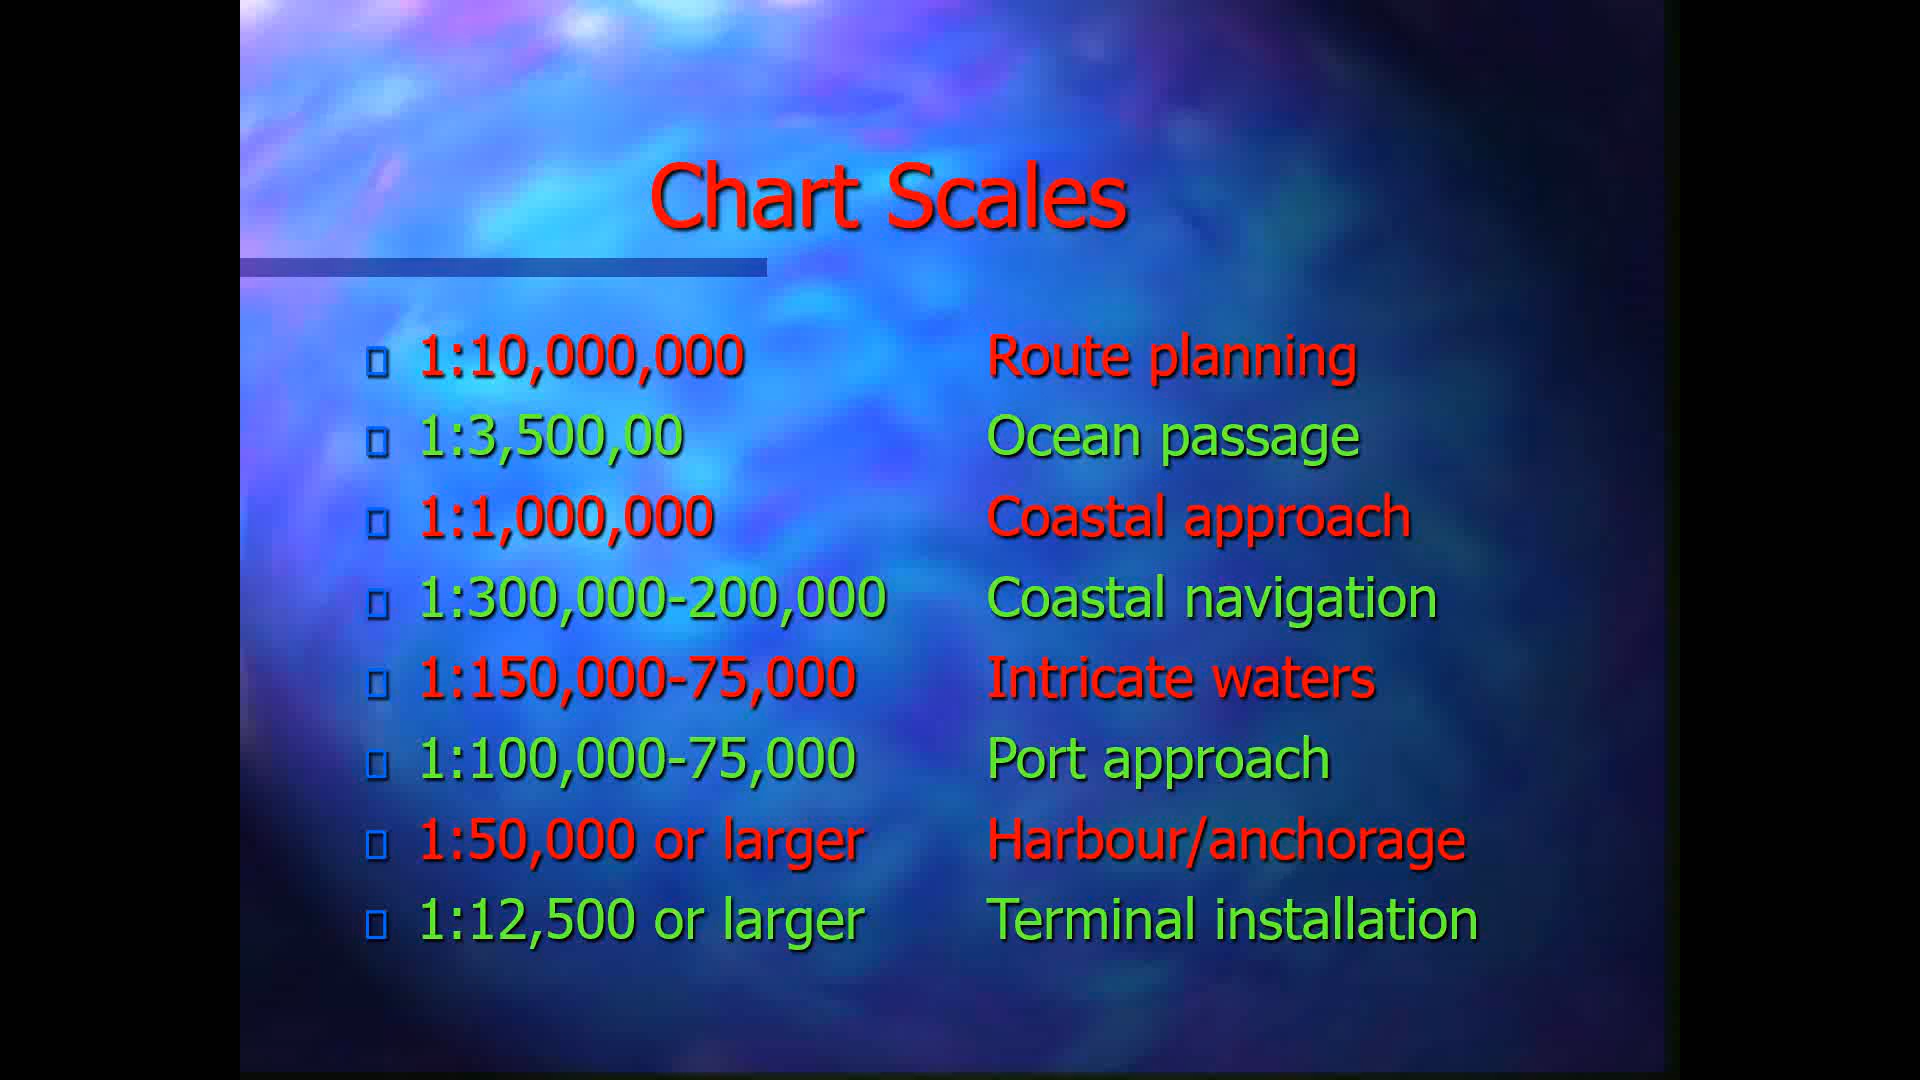 Chart Scales
1:10,000,000 Route planning
1:3,500,00 Ocean passage
1:1,000,000 Coastal approach
1:300,000-200,000 Coastal navigation
1:150,000-75,000 Intricate waters
1:100,000-75,000 Port approach
1:50,000 or larger Harbour/anchorage
1:12,500 or larger Terminal installation